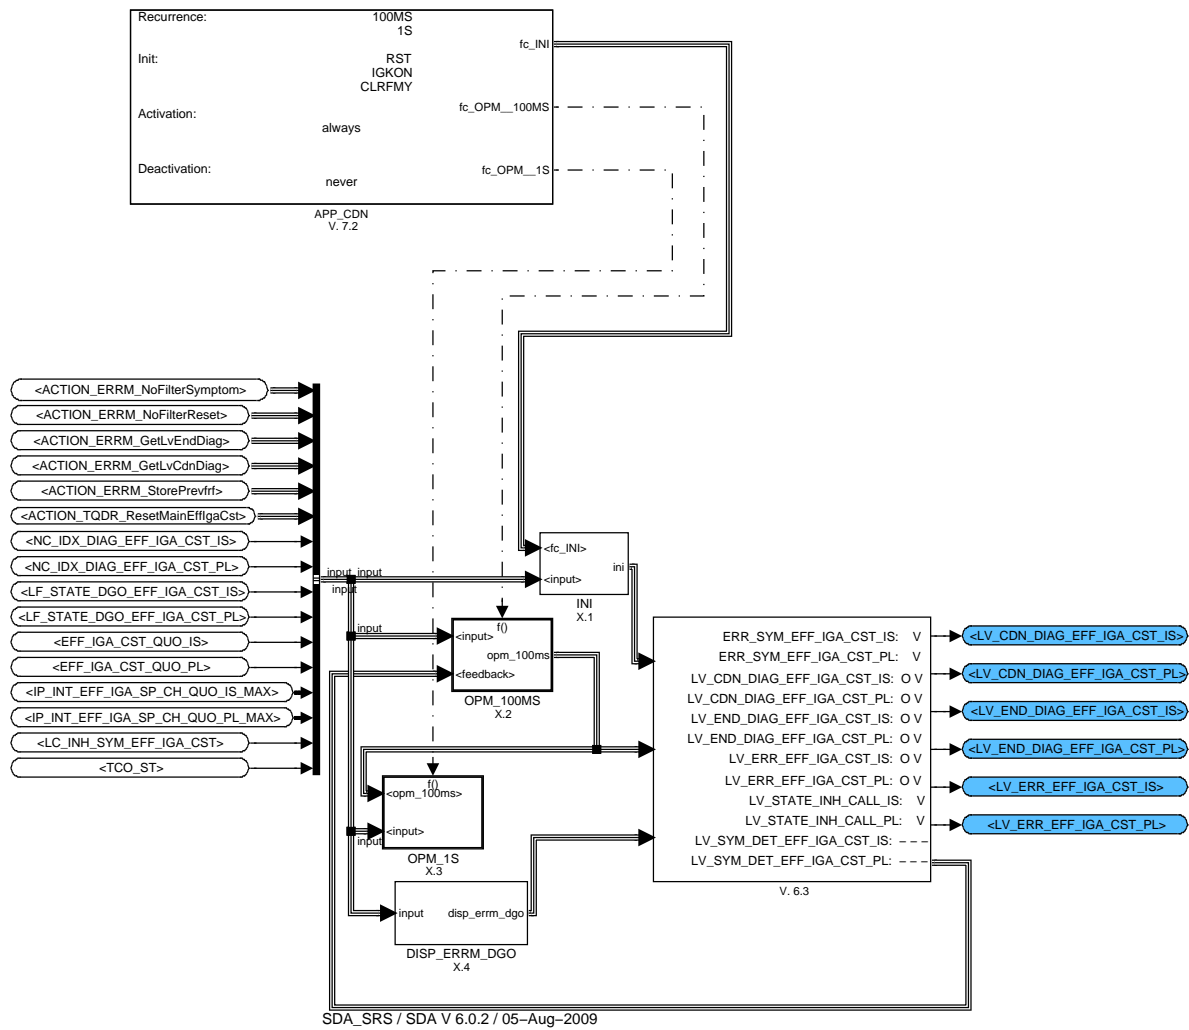 Recurrence: 100MS
1S
fc_INI
Init: RST
IGKON
CLRFMY
fc_OPM__100MS
Activation:
always
Deactivation:
fc_OPM__1S
never
APP_CDN
V. 7.2
<ACTION_ERRM_NoFilterSymptom>
<ACTION_ERRM_NoFilterReset>
<ACTION_ERRM_GetLvEndDiag>
<ACTION_ERRM_GetLvCdnDiag>
<ACTION_ERRM_StorePrevfrf>
<ACTION_TQDR_ResetMainEffIgaCst>
<NC_IDX_DIAG_EFF_IGA_CST_IS>
<NC_IDX_DIAG_EFF_IGA_CST_PL>
<LF_STATE_DGO_EFF_IGA_CST_IS>
<LF_STATE_DGO_EFF_IGA_CST_PL>
<EFF_IGA_CST_QUO_IS>
<EFF_IGA_CST_QUO_PL>
<IP_INT_EFF_IGA_SP_CH_QUO_IS_MAX>
<IP_INT_EFF_IGA_SP_CH_QUO_PL_MAX>
<LC_INH_SYM_EFF_IGA_CST>
<TCO_ST>
input input
input
<fc_INI>
ini
<input>
INI
X.1
input
f()
<input>
opm_100ms
<feedback>
OPM_100MS
X.2
f()
<opm_100ms>
<input>
input
OPM_1S
X.3
input
disp_errm_dgo
DISP_ERRM_DGO
X.4
ERR_SYM_EFF_IGA_CST_IS: V
ERR_SYM_EFF_IGA_CST_PL: V
LV_CDN_DIAG_EFF_IGA_CST_IS: O V
LV_CDN_DIAG_EFF_IGA_CST_PL: O V
LV_END_DIAG_EFF_IGA_CST_IS: O V
LV_END_DIAG_EFF_IGA_CST_PL: O V
LV_ERR_EFF_IGA_CST_IS: O V
LV_ERR_EFF_IGA_CST_PL: O V
LV_STATE_INH_CALL_IS: V
LV_STATE_INH_CALL_PL: V
LV_SYM_DET_EFF_IGA_CST_IS: − − −
LV_SYM_DET_EFF_IGA_CST_PL: − − −
V. 6.3
<LV_CDN_DIAG_EFF_IGA_CST_IS>
<LV_CDN_DIAG_EFF_IGA_CST_PL>
<LV_END_DIAG_EFF_IGA_CST_IS>
<LV_END_DIAG_EFF_IGA_CST_PL>
<LV_ERR_EFF_IGA_CST_IS>
<LV_ERR_EFF_IGA_CST_PL>
SDA_SRS / SDA V 6.0.2 / 05−Aug−2009